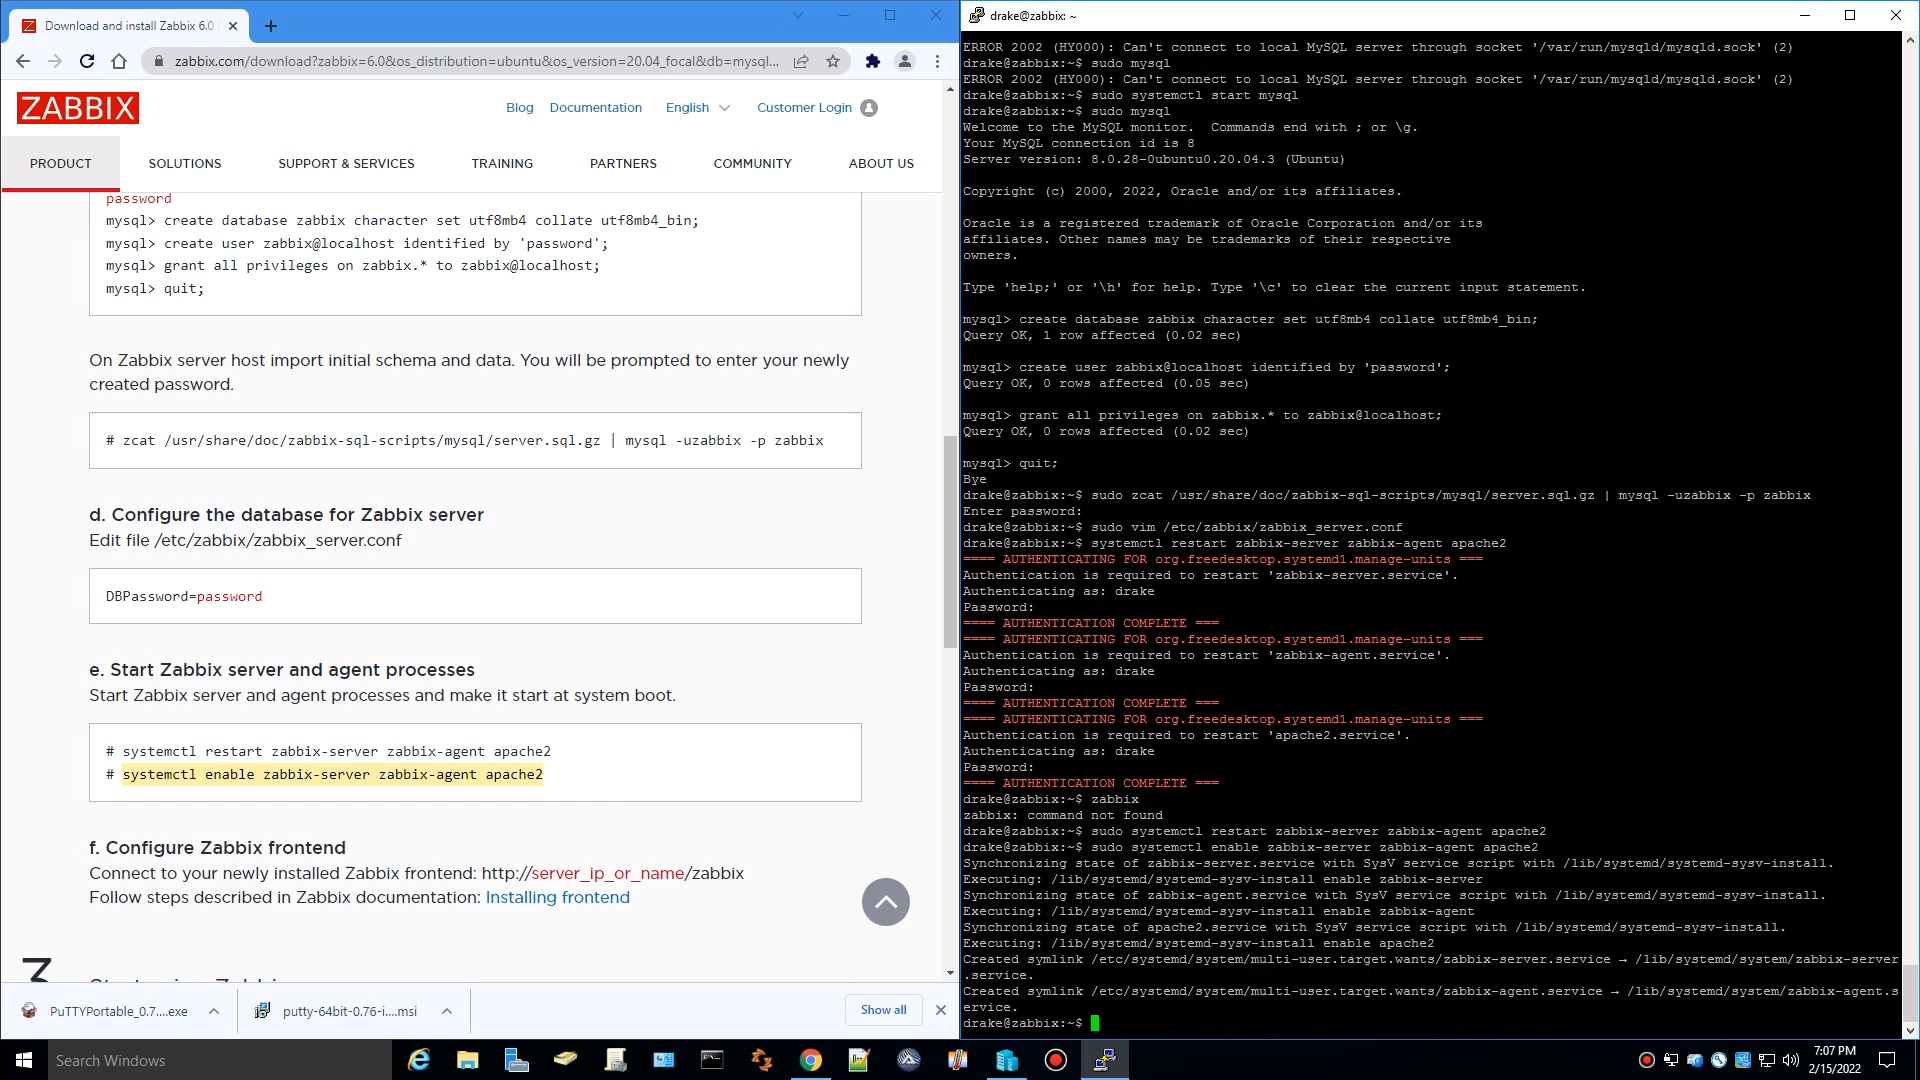 Download and install Zabbix 6.0
zabbix.com/download?zabbix=6.0&os_distribution=ubuntu&os_version=20.04_focal&db=mysql...
ZABBIX
Blog
Documentation
English
Customer Login
PRODUCT
SOLUTIONS
SUPPORT & SERVICES
TRAINING
PARTNERS
COMMUNITY
ABOUT US
password
mysql> create database zabbix character set utf8mb4 collate utf8mb4_bin;
mysql> create user zabbix@localhost identified by 'password';
mysql> grant all privileges on zabbix.* to zabbix@localhost;
mysql> quit;
On Zabbix server host import initial schema and data. You will be prompted to enter your newly
created password.
# zcat /usr/share/doc/zabbix-sql-scripts/mysql/server.sql.gz | mysql -uzabbix -p zabbix
d. Configure the database for Zabbix server
Edit file /etc/zabbix/zabbix_server.conf
DBPassword=password
e. Start Zabbix server and agent processes
Start Zabbix server and agent processes and make it start at system boot.
# systemctl restart zabbix-server zabbix-agent apache2
# systemctl enable zabbix-server zabbix-agent apache2
f. Configure Zabbix frontend
Connect to your newly installed Zabbix frontend: http://server_ip_or_name/zabbix
Follow steps described in Zabbix documentation: Installing frontend
3
PuTTYPortable_0.7....exe
putty-64bit-0.76-i....msi
Show all
drake@zabbix: ~
ERROR 2002 (HY000): Can't connect to local MySQL server through socket '/var/run/mysqld/mysqld.sock' (2)
drake@zabbix:~$ sudo mysql
ERROR 2002 (HY000): Can't connect to local MySQL server through socket '/var/run/mysqld/mysqld.sock' (2)
drake@zabbix:~$ sudo systemctl start mysql
drake@zabbix:~$ sudo mysql
Welcome to the MySQL monitor.  Commands end with ; or \g.
Your MySQL connection id is 8
Server version: 8.0.28-0ubuntu0.20.04.3 (Ubuntu)
Copyright (c) 2000, 2022, Oracle and/or its affiliates.
Oracle is a registered trademark of Oracle Corporation and/or its
affiliates. Other names may be trademarks of their respective
owners.
Type 'help;' or '\h' for help. Type '\c' to clear the current input statement.
mysql> create database zabbix character set utf8mb4 collate utf8mb4_bin;
Query OK, 1 row affected (0.02 sec)
mysql> create user zabbix@localhost identified by 'password';
Query OK, 0 rows affected (0.05 sec)
mysql> grant all privileges on zabbix.* to zabbix@localhost;
Query OK, 0 rows affected (0.02 sec)
mysql> quit;
Bye
drake@zabbix:~$ sudo zcat /usr/share/doc/zabbix-sql-scripts/mysql/server.sql.gz | mysql -uzabbix -p zabbix
Enter password:
drake@zabbix:~$ sudo vim /etc/zabbix/zabbix_server.conf
drake@zabbix:~$ systemctl restart zabbix-server zabbix-agent apache2
==== AUTHENTICATING FOR org.freedesktop.systemd1.manage-units ===
Authentication is required to restart 'zabbix-server.service'.
Authenticating as: drake
Password:
==== AUTHENTICATION COMPLETE ===
==== AUTHENTICATING FOR org.freedesktop.systemd1.manage-units ===
Authentication is required to restart 'zabbix-agent.service'.
Authenticating as: drake
Password:
==== AUTHENTICATION COMPLETE ===
==== AUTHENTICATING FOR org.freedesktop.systemd1.manage-units ===
Authentication is required to restart 'apache2.service'.
Authenticating as: drake
Password:
==== AUTHENTICATION COMPLETE ===
drake@zabbix:~$ zabbix
zabbix: command not found
drake@zabbix:~$ sudo systemctl restart zabbix-server zabbix-agent apache2
drake@zabbix:~$ sudo systemctl enable zabbix-server zabbix-agent apache2
Synchronizing state of zabbix-server.service with SysV service script with /lib/systemd/systemd-sysv-install.
Executing: /lib/systemd/systemd-sysv-install enable zabbix-server
Synchronizing state of zabbix-agent.service with SysV service script with /lib/systemd/systemd-sysv-install.
Executing: /lib/systemd/systemd-sysv-install enable zabbix-agent
Synchronizing state of apache2.service with SysV service script with /lib/systemd/systemd-sysv-install.
Executing: /lib/systemd/systemd-sysv-install enable apache2
Created symlink /etc/systemd/system/multi-user.target.wants/zabbix-server.service → /lib/systemd/system/zabbix-server
.service.
Created symlink /etc/systemd/system/multi-user.target.wants/zabbix-agent.service → /lib/systemd/system/zabbix-agent.s
ervice.
drake@zabbix:~$
Search Windows
7:07 PM
2/15/2022